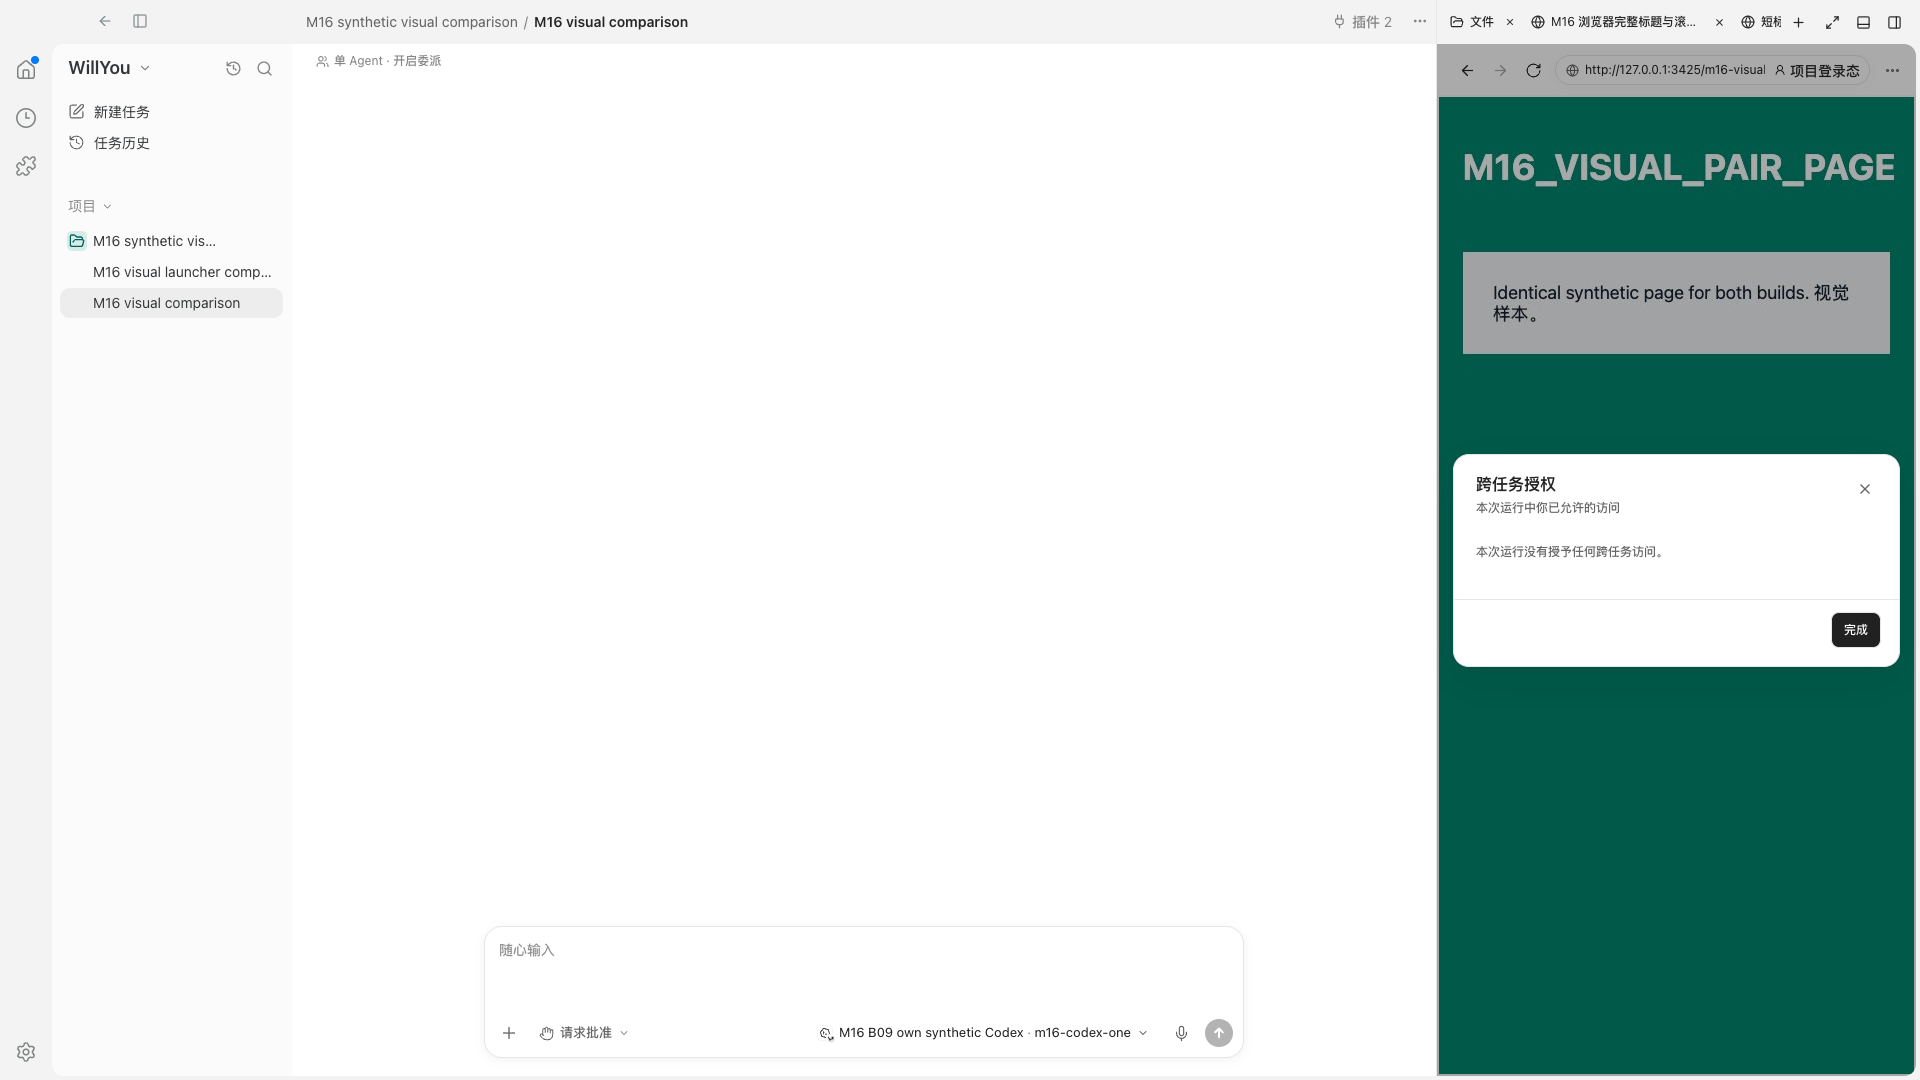 M16 synthetic visual comparison / M16 visual comparison
插件 2
文件
M16 浏览器完整标题与滚...
短标
WillYou
单 Agent · 开启委派
http://127.0.0.1:3425/m16-visual
项目登录态
新建任务
任务历史
项目
M16 synthetic vis...
M16 visual launcher comp...
M16 visual comparison
M16_VISUAL_PAIR_PAGE
Identical synthetic page for both builds. 视觉
样本。
跨任务授权
本次运行中你已允许的访问
本次运行没有授予任何跨任务访问。
完成
随心输入
请求批准
M16 B09 own synthetic Codex · m16-codex-one